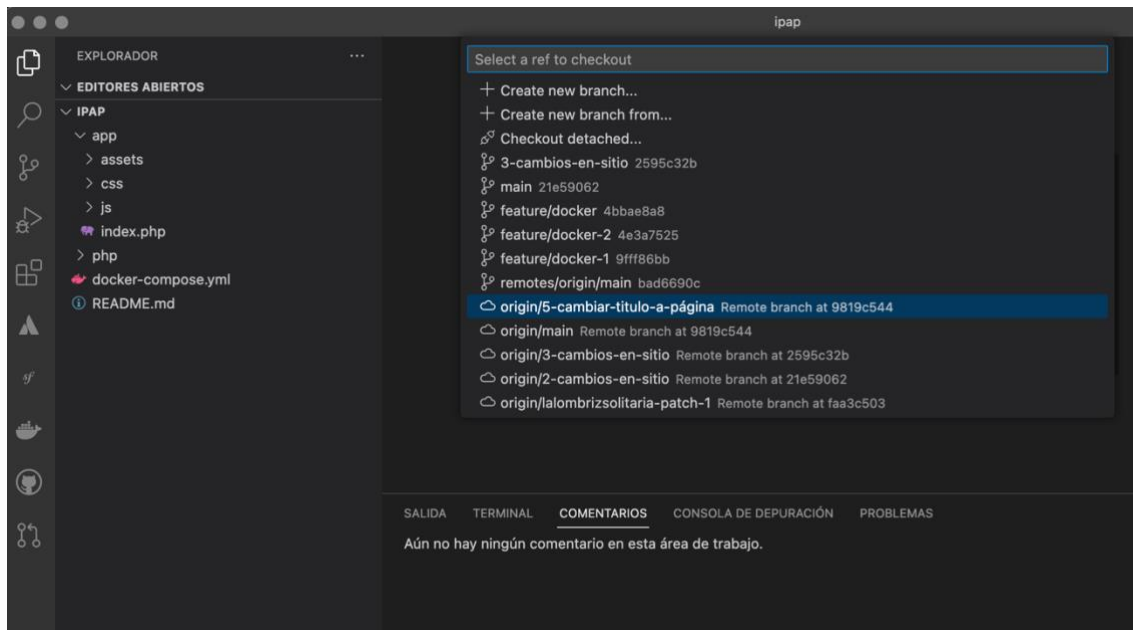 ipap
EXPLORADOR ...
EDITORES ABIERTOS
IPAP
app
assets
css
js
index.php
php
docker-compose.yml
README.md
Select a ref to checkout
Create new branch...
Create new branch from...
Checkout detached...
3-cambios-en-sitio 2595c32b
main 21e59062
feature/docker 4bbae8a8
feature/docker-2 4e3a7525
feature/docker-1 9fff86bb
remotes/origin/main bad6690c
origin/5-cambiar-titulo-a-página Remote branch at 9819c544
origin/main Remote branch at 9819c544
origin/3-cambios-en-sitio Remote branch at 2595c32b
origin/2-cambios-en-sitio Remote branch at 21e59062
origin/lalombrizsolitaria-patch-1 Remote branch at faa3c503
SALIDA TERMINAL COMENTARIOS CONSOLA DE DEPURACIÓN PROBLEMAS
Aún no hay ningún comentario en esta área de trabajo.